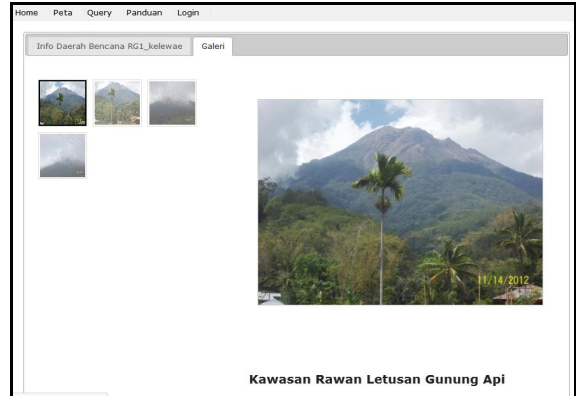 Home Peta Query Panduan Login
Info Daerah Bencana RG1_kelewae Galeri
11/14/2012
Kawasan Rawan Letusan Gunung Api